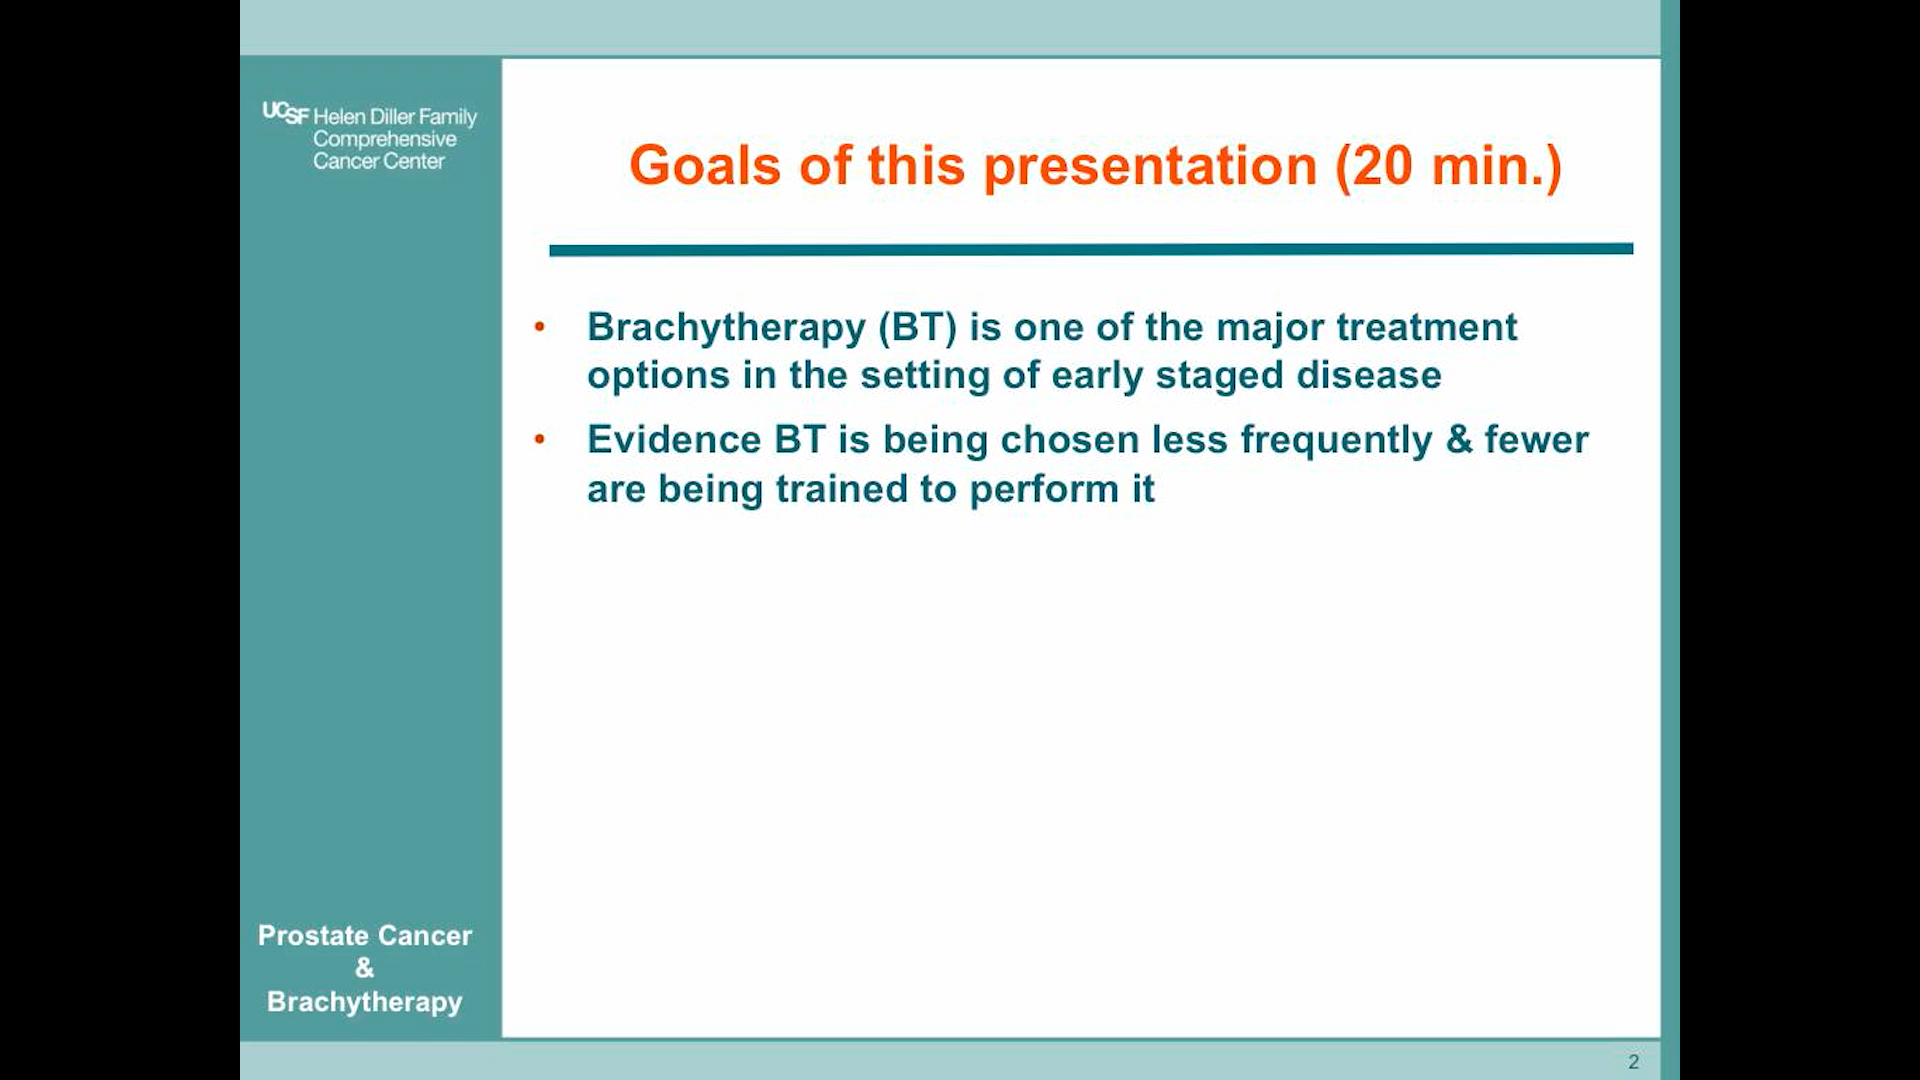 UCSF Helen Diller Family
Comprehensive
Cancer Center
Goals of this presentation (20 min.)
• Brachytherapy (BT) is one of the major treatment
options in the setting of early staged disease
• Evidence BT is being chosen less frequently & fewer
are being trained to perform it
Prostate Cancer
&
Brachytherapy
2